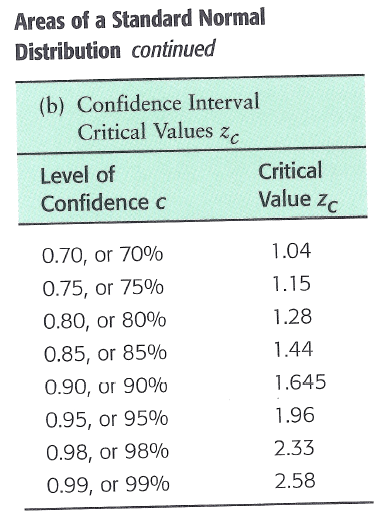 Areas of a Standard Normal
Distribution continued
(b) Confidence Interval
Critical Values zc
Level of Critical
Confidence c Value zc
0.70, or 70% 1.04
0.75, or 75% 1.15
0.80, or 80% 1.28
0.85, or 85% 1.44
0.90, or 90% 1.645
0.95, or 95% 1.96
0.98, or 98% 2.33
0.99, or 99% 2.58